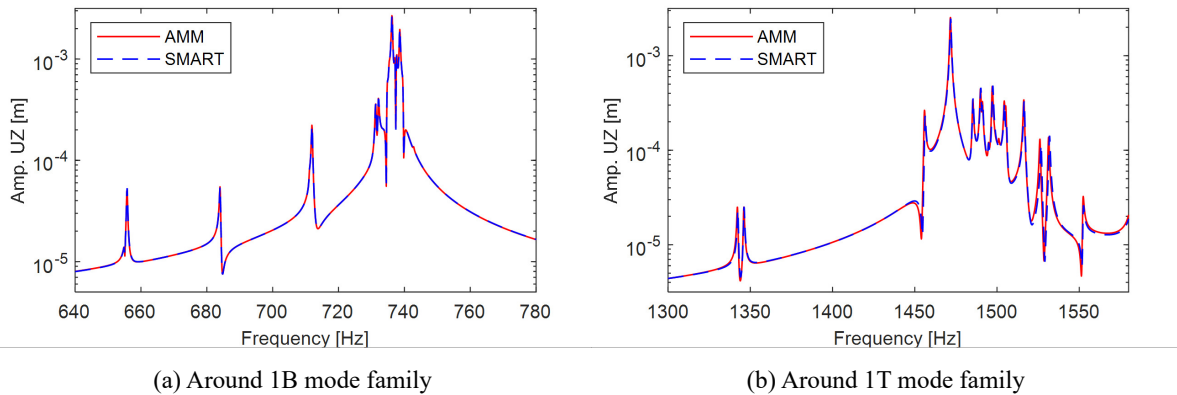 AMM
SMART
10^-3
10^-4
10^-5
Amp. UZ [m]
640 660 680 700 720 740 760 780
Frequency [Hz]
(a) Around 1B mode family
AMM
SMART
10^-3
10^-4
10^-5
Amp. UZ [m]
1300 1350 1400 1450 1500 1550
Frequency [Hz]
(b) Around 1T mode family